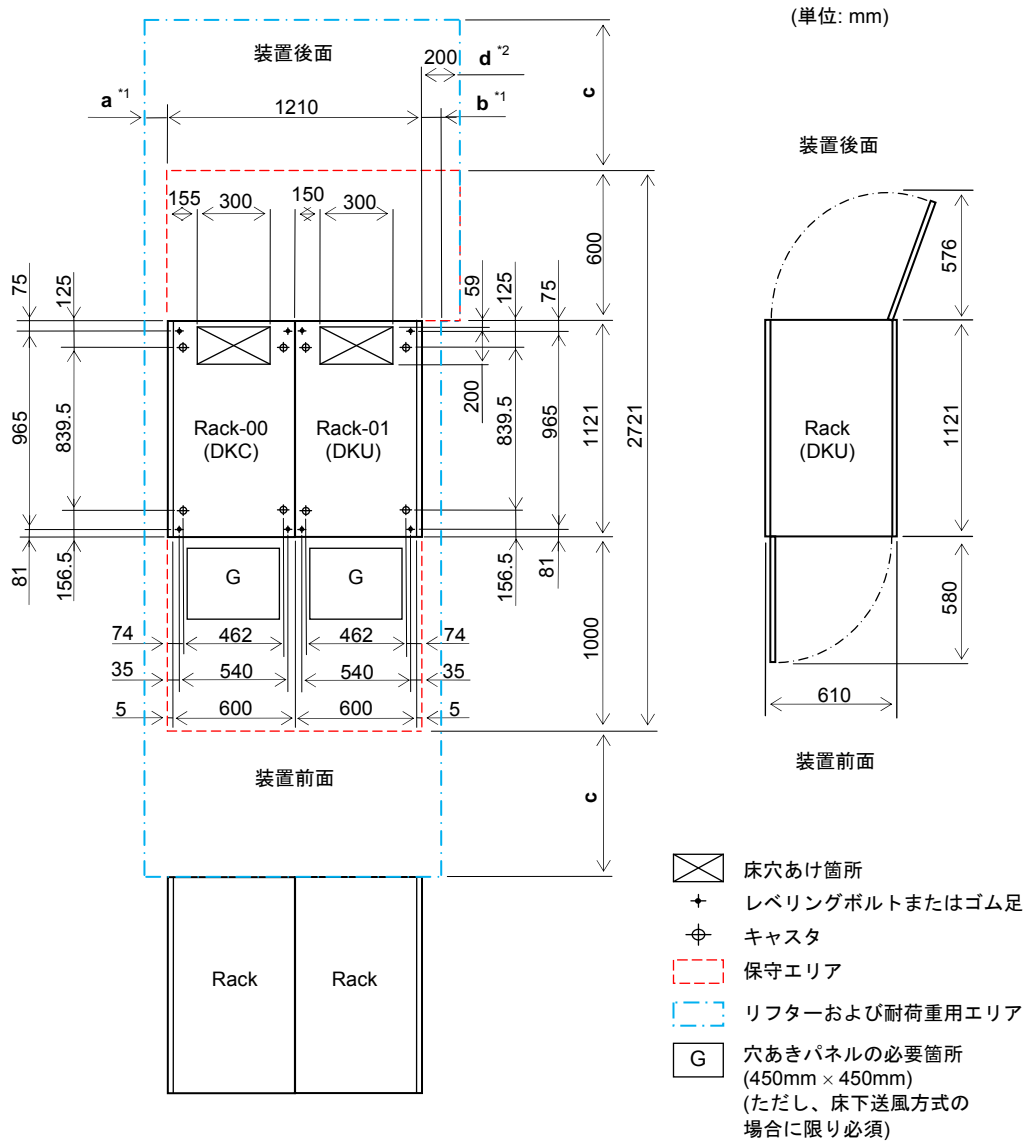 (単位: mm)
装置後面
200 d *2
a *1
1210
b *1
c
装置後面
155
300
150
300
600
576
75
125
59
125
75
965
839.5
Rack-00
(DKC)
Rack-01
(DKU)
200
839.5
965
1121
2721
Rack
(DKU)
1121
81
156.5
G
G
156.5
81
1000
580
74
462
462
74
35
540
540
35
5
600
600
5
610
装置前面
装置前面
c
Rack
Rack
床穴あけ箇所
レベリングボルトまたはゴム足
キャスタ
保守エリア
リフターおよび耐荷重用エリア
G
穴あきパネルの必要箇所
(450mm × 450mm)
(ただし、床下送風方式の
場合に限り必須)